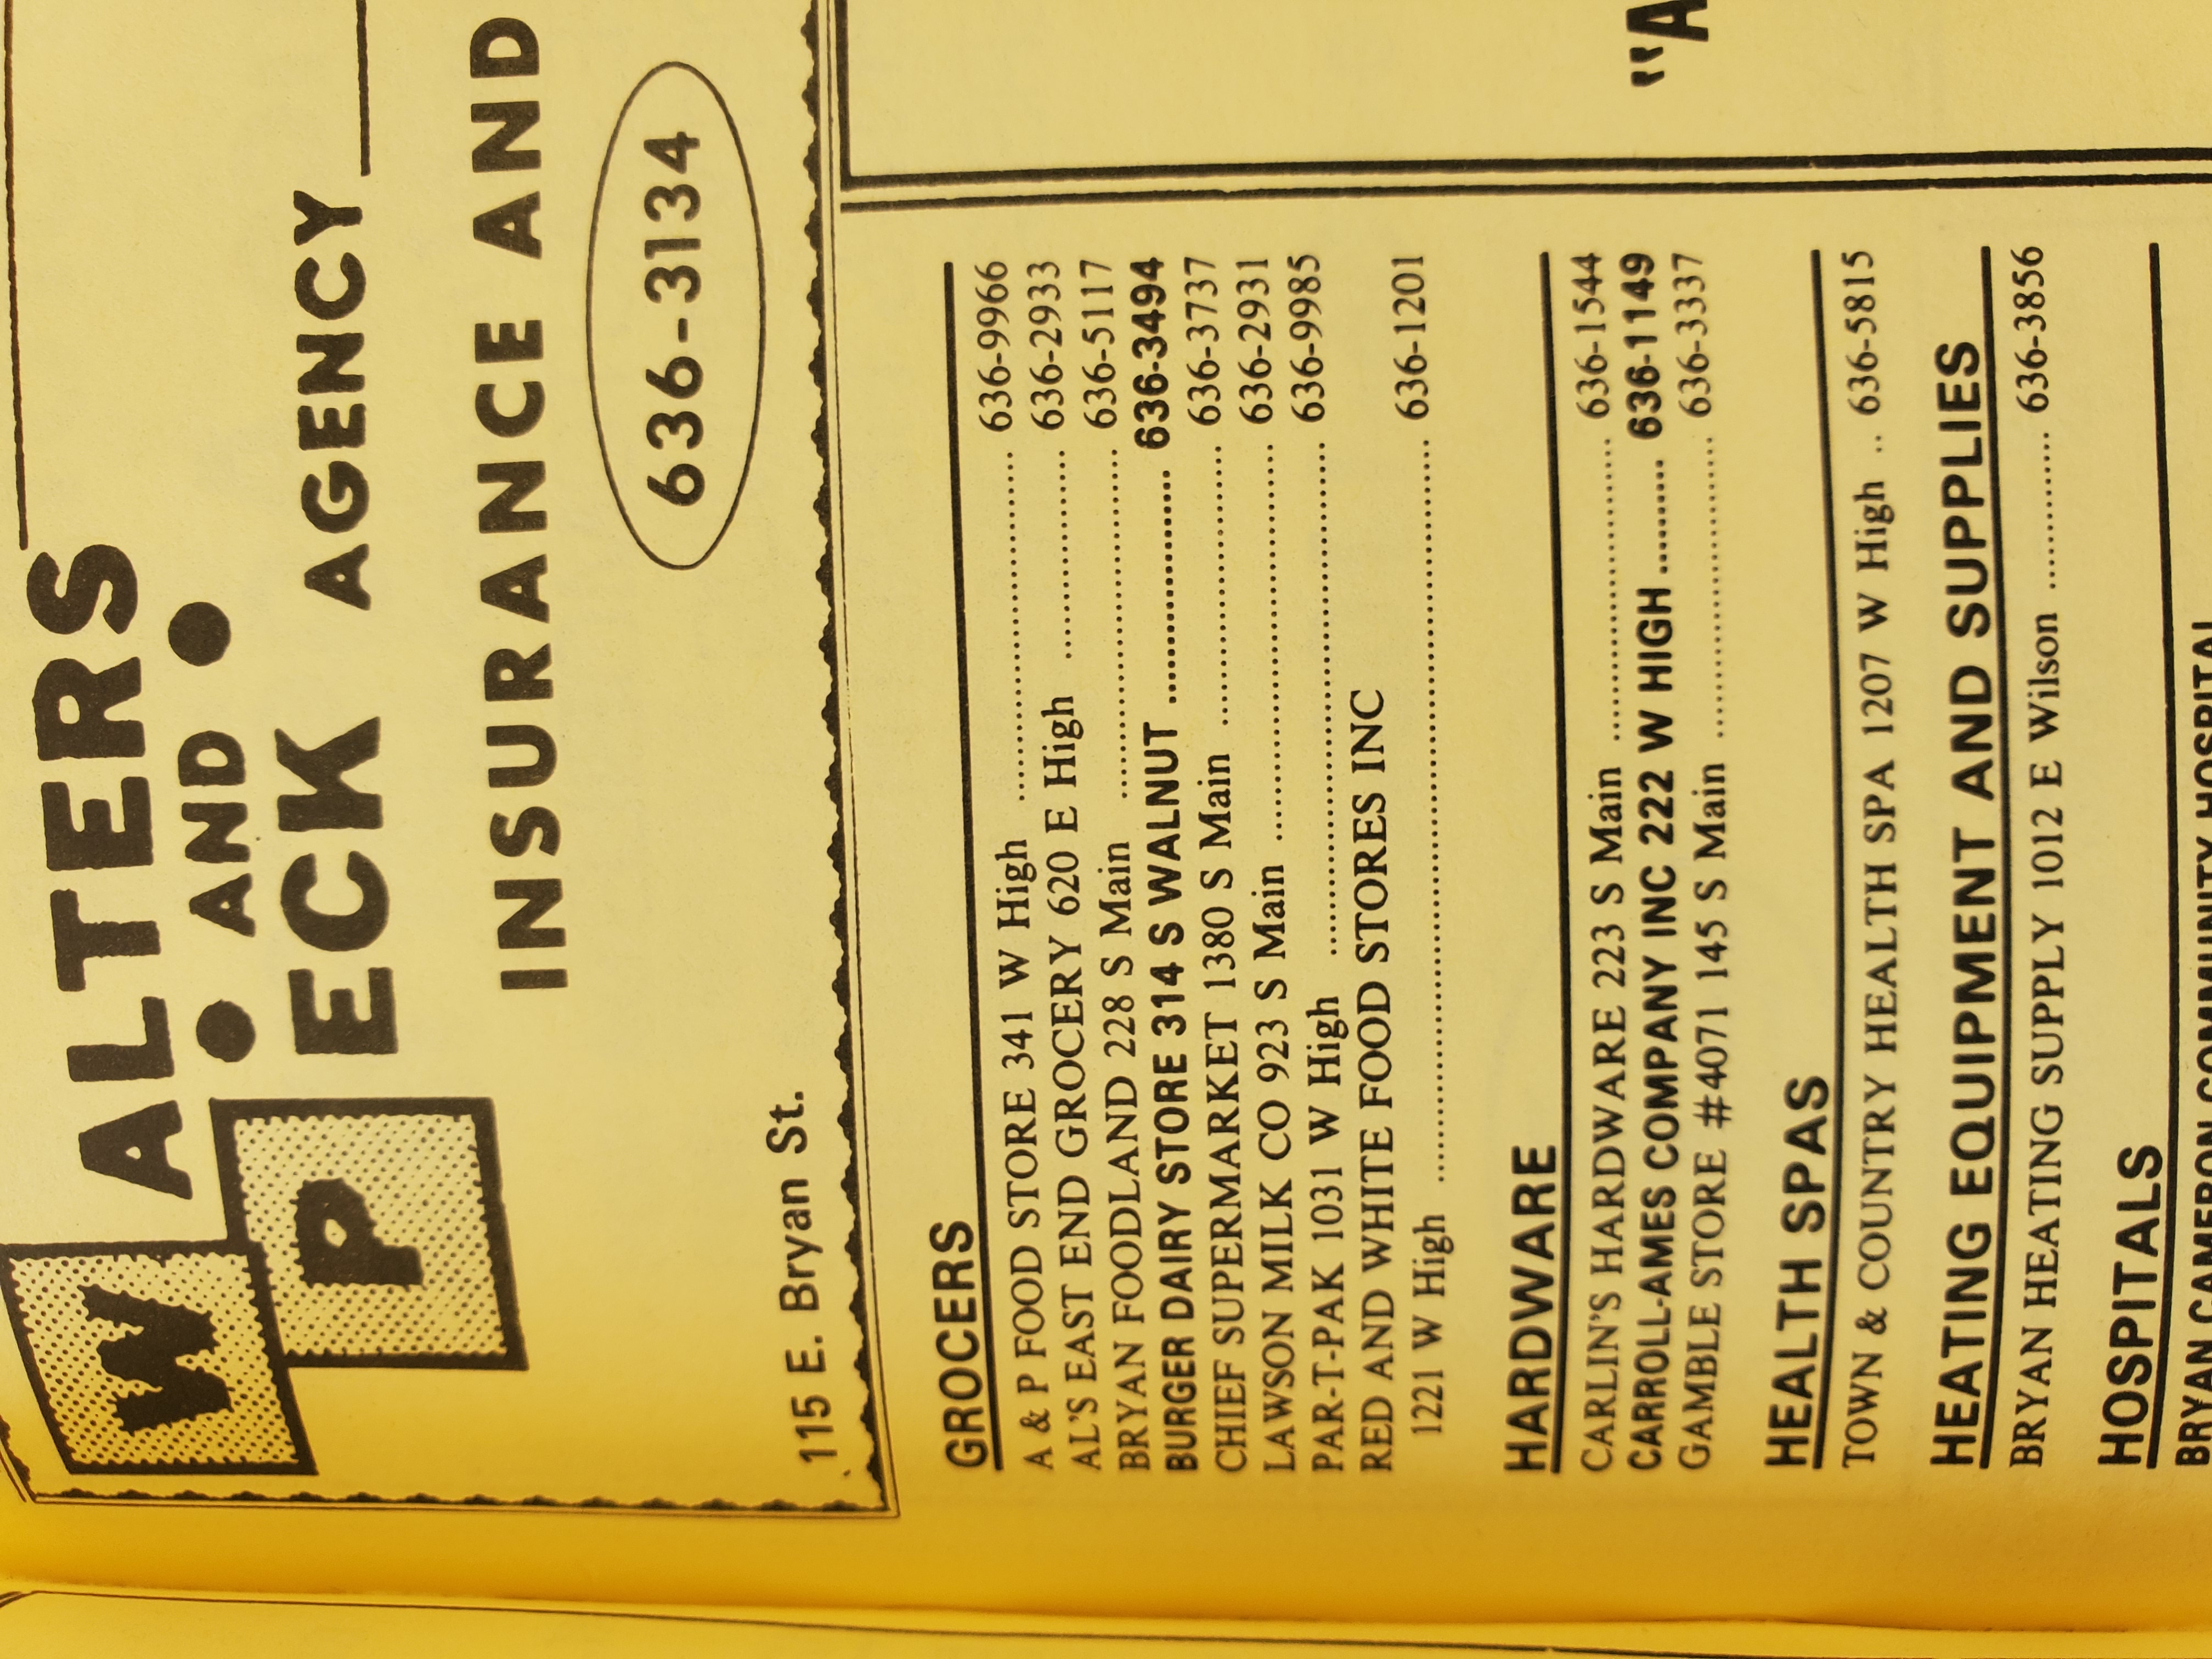 WALTERS
• AND •
PECK AGENCY
INSURANCE AND
636-3134
115 E. Bryan St.
GROCERS
A & P FOOD STORE 341 W High .................... 636-9966
AL'S EAST END GROCERY 620 E High ............ 636-2933
BRYAN FOODLAND 228 S Main .................... 636-5117
BURGER DAIRY STORE 314 S WALNUT .................... 636-3494
CHIEF SUPERMARKET 1380 S Main ................ 636-3737
LAWSON MILK CO 923 S Main ...................... 636-2931
PAR-T-PAK 1031 W High .............................. 636-9985
RED AND WHITE FOOD STORES INC
1221 W High ............................................ 636-1201
HARDWARE
CARLIN'S HARDWARE 223 S Main .................. 636-1544
CARROLL-AMES COMPANY INC 222 W HIGH .......... 636-1149
GAMBLE STORE #4071 145 S Main .................. 636-3337
HEALTH SPAS
TOWN & COUNTRY HEALTH SPA 1207 W High .. 636-5815
HEATING EQUIPMENT AND SUPPLIES
BRYAN HEATING SUPPLY 1012 E Wilson .......... 636-3856
HOSPITALS
BRYAN CAMERON COMMUNITY HOSPITAL
"A